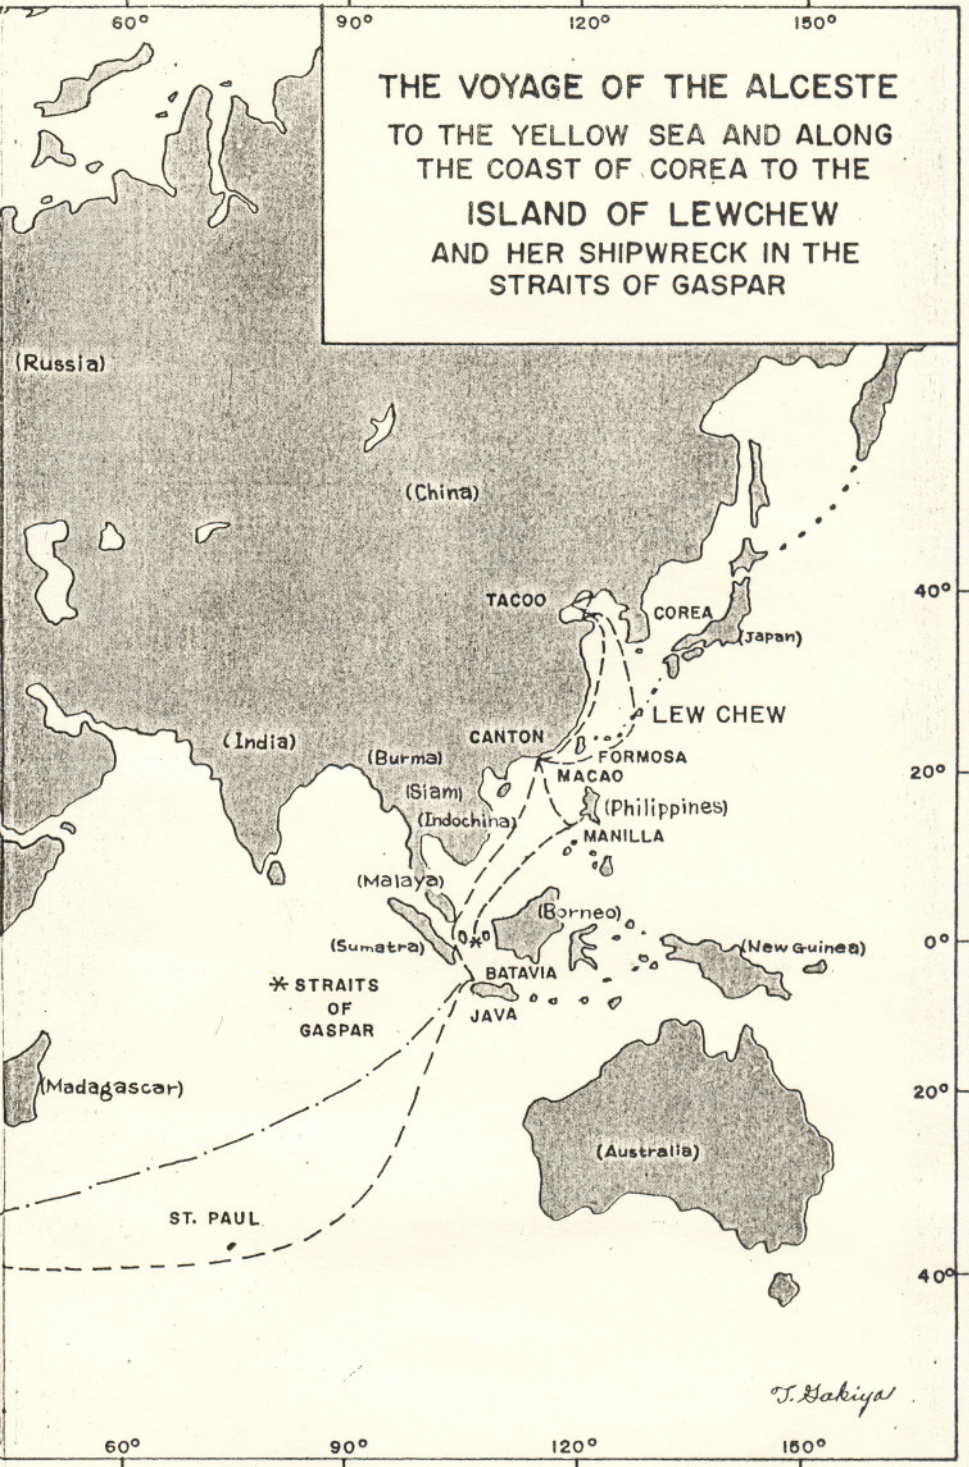 60°
90°
120°
150°
THE VOYAGE OF THE ALCESTE
TO THE YELLOW SEA AND ALONG
THE COAST OF COREA TO THE
ISLAND OF LEWCHEW
AND HER SHIPWRECK IN THE
STRAITS OF GASPAR
(Russia)
(China)
TACOO
COREA
40°
(Japan)
LEW CHEW
CANTON
(India)
(Burma)
FORMOSA
20°
MACAO
(Siam)
(Philippines)
(Indochina)
MANILLA
(Malaya)
(Borneo)
(Sumatra)
(New Guinea)
0°
BATAVIA
* STRAITS
OF
GASPAR
JAVA
(Madagascar)
20°
(Australia)
ST. PAUL
40°
T. Gakiya
60°
90°
120°
150°